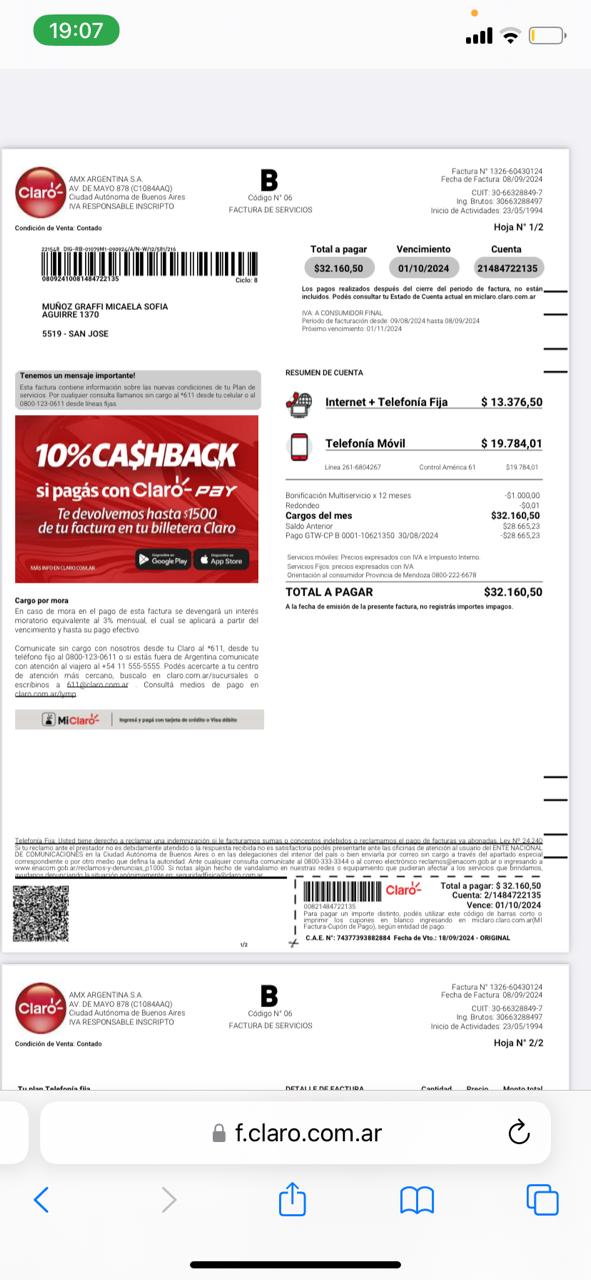 19:07
Claro
AMX ARGENTINA S.A.
AV. DE MAYO 878 (C1084AAQ)
Ciudad Autónoma de Buenos Aires
IVA RESPONSABLE INSCRIPTO
Condición de Venta: Contado
B
Código N° 06
FACTURA DE SERVICIOS
Factura N° 1326-60430124
Fecha de Factura: 08/09/2024
CUIT: 30-66328849-7
Ing. Brutos: 30663288497
Inicio de Actividades: 23/05/1994
Hoja N° 1/2
08092410081484722135
Ciclo: 8
MUÑOZ GRAFFI MICAELA SOFIA
AGUIRRE 1370
5519 - SAN JOSE
Total a pagar
Vencimiento
Cuenta
$32.160,50
01/10/2024
21484722135
Los pagos realizados después del cierre del periodo de factura, no están
incluidos. Podés consultar tu Estado de Cuenta actual en miclaro.claro.com.ar
IVA: A CONSUMIDOR FINAL
Periodo de facturación desde: 09/08/2024 hasta 08/09/2024
Próximo vencimiento: 01/11/2024
Tenemos un mensaje importante!
Esta factura contiene información sobre las nuevas condiciones de tu Plan de
servicios. Por cualquier consulta llamanos sin cargo al *611 desde tu celular o al
0800-123-0611 desde líneas fijas.
10%CA$HBACK
si pagás con Claro-pay
Te devolvemos hasta $1500
de tu factura en tu billetera Claro
MÁS INFO EN CLARO.COM.AR
Disponible en
Google Play
Disponible en
App Store
RESUMEN DE CUENTA
Internet + Telefonía Fija $ 13.376,50
Telefonía Móvil $ 19.784,01
Línea 261-6804267 Control América 61 $19.784,01
Bonificación Multiservicio x 12 meses -$1.000,00
Redondeo -$0,01
Cargos del mes $32.160,50
Saldo Anterior $28.665,23
Pago GTW-CP B 0001-10621350 30/08/2024 -$28.665,23
Servicios móviles: Precios expresados con IVA e Impuesto Interno.
Servicios Fijos: precios expresados con IVA
Orientación al consumidor Provincia de Mendoza 0800-222-6678
TOTAL A PAGAR $32.160,50
A la fecha de emisión de la presente factura, no registrás importes impagos.
Cargo por mora
En caso de mora en el pago de esta factura se devengará un interés
moratorio equivalente al 3% mensual, el cual se aplicará a partir del
vencimiento y hasta su pago efectivo.
Comunicate sin cargo con nosotros desde tu Claro al *611, desde tu
teléfono fijo al 0800-123-0611 o si estás fuera de Argentina comunicate
con atención al viajero al +54 11 555-5555. Podés acercarte a tu centro
de atención más cercano, buscalo en claro.com.ar/sucursales o
escribinos a 611@claro.com.ar . Consultá medios de pago en
claro.com.ar/lymp
MiClaro
Ingresá y pagá con tarjeta de crédito o Visa débito
Telefonía Fija: Usted tiene derecho a reclamar una indemnización si le facturamos sumas o conceptos indebidos o reclamamos el pago de facturas ya abonadas. Ley N° 24.240
Si tu reclamo ante el prestador no es debidamente atendido o la respuesta recibida no es satisfactoria podés presentarte ante las oficinas de atención al usuario del ENTE NACIONAL
DE COMUNICACIONES en la Ciudad Autónoma de Buenos Aires o en las delegaciones del interior del país o bien enviarla por correo sin cargo a través del apartado especial
correspondiente o por otro medio que defina la autoridad. Ante cualquier consulta comunicate al 0800-333-3344 o al correo electrónico reclamos@enacom.gob.ar o ingresando a
www.enacom.gob.ar/reclamos-y-denuncias_p1000. Si notás algún hecho de vandalismo en nuestras redes o equipamiento que pudieran afectar a los servicios que brindamos,
1/2
00821484722135
Claro
Total a pagar: $ 32.160,50
Cuenta: 2/1484722135
Vence: 01/10/2024
Para pagar un importe distinto, podés utilizar este código de barras corto o
imprimir los cupones en blanco ingresando en miclaro.claro.com.ar(Mi
Factura-Cupón de Pago), según entidad de pago.
C.A.E. N°: 74377393882884 Fecha de Vto.: 18/09/2024 - ORIGINAL
Claro
AMX ARGENTINA S.A.
AV. DE MAYO 878 (C1084AAQ)
Ciudad Autónoma de Buenos Aires
IVA RESPONSABLE INSCRIPTO
Condición de Venta: Contado
B
Código N° 06
FACTURA DE SERVICIOS
Factura N° 1326-60430124
Fecha de Factura: 08/09/2024
CUIT: 30-66328849-7
Ing. Brutos: 30663288497
Inicio de Actividades: 23/05/1994
Hoja N° 2/2
Tu plan Telefonía fija
DETALLE DE FACTURA Cantidad Precio Monto total
f.claro.com.ar